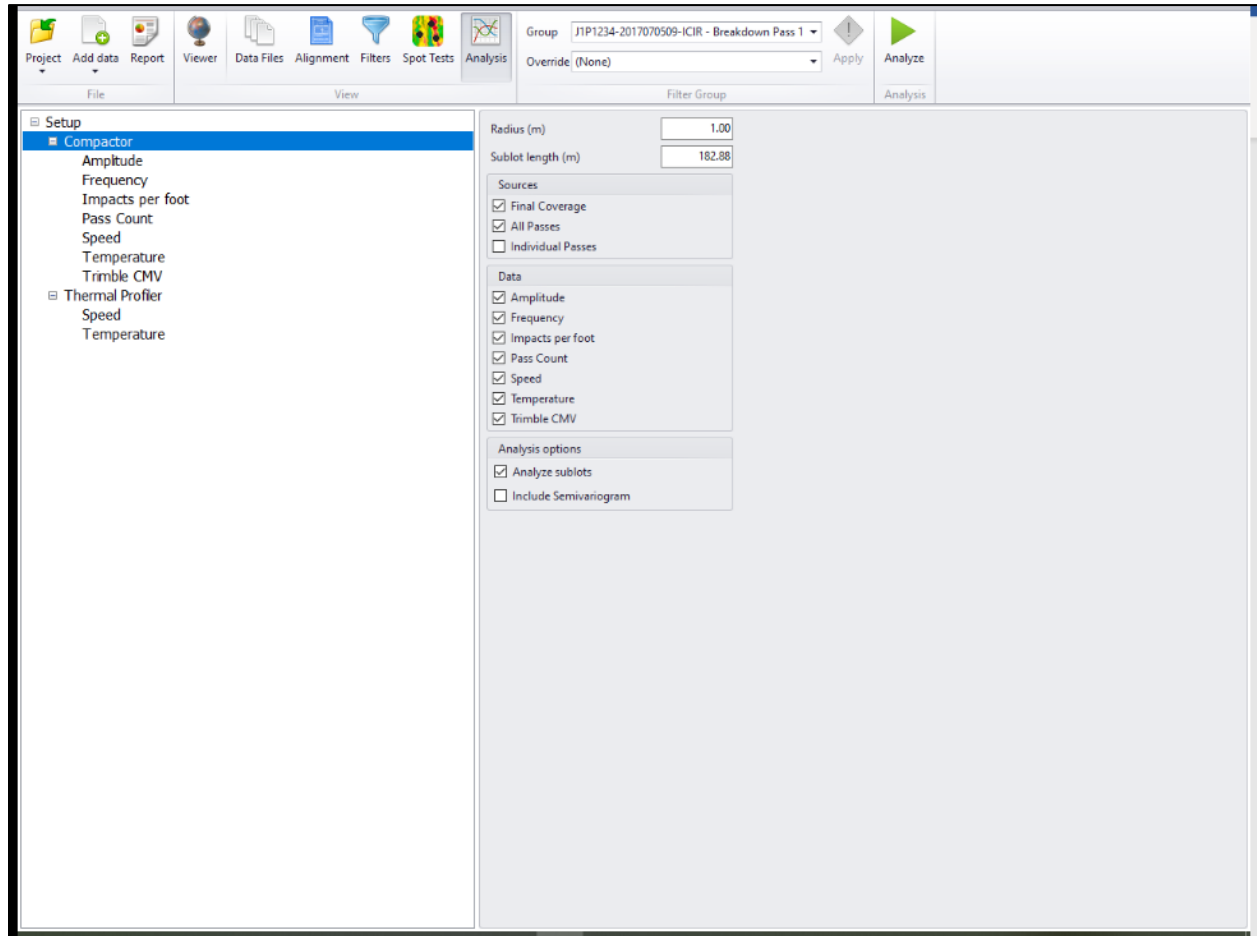 Project Add data Report Viewer Data Files Alignment Filters Spot Tests Analysis
Group J1P1234-2017070509-ICIR - Breakdown Pass 1
Override (None)
Apply Analyze
File View Filter Group Analysis
Setup
Compactor
Amplitude
Frequency
Impacts per foot
Pass Count
Speed
Temperature
Trimble CMV
Thermal Profiler
Speed
Temperature
Radius (m) 1.00
Sublot length (m) 182.88
Sources
Final Coverage
All Passes
Individual Passes
Data
Amplitude
Frequency
Impacts per foot
Pass Count
Speed
Temperature
Trimble CMV
Analysis options
Analyze sublots
Include Semivariogram